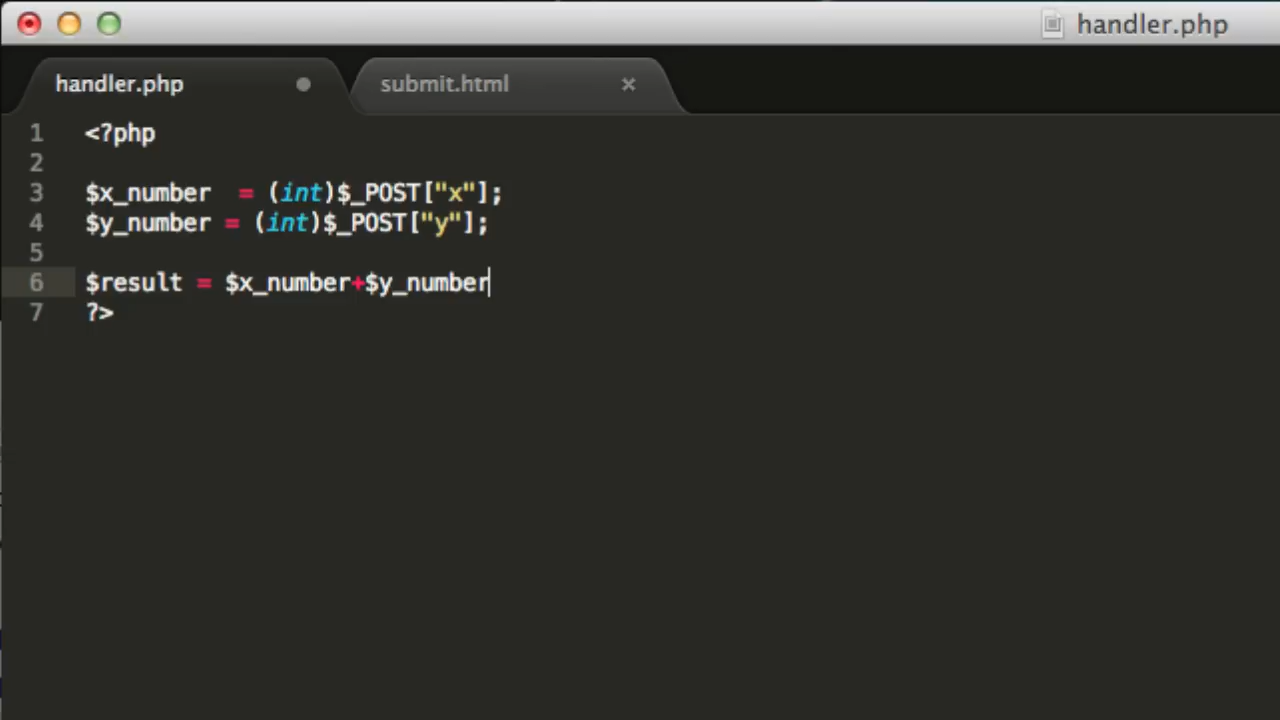 handler.php
handler.php submit.html
1 <?php
2
3 $x_number  = (int)$_POST["x"];
4 $y_number = (int)$_POST["y"];
5
6 $result = $x_number+$y_number
7 ?>